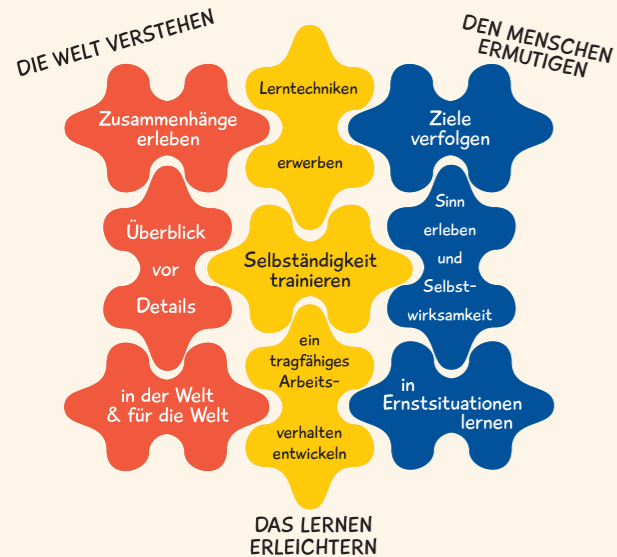 DIE WELT VERSTEHEN
Zusammenhänge
erleben
Überblick
vor
Details
in der Welt
& für die Welt
Lerntechniken
erwerben
Selbständigkeit
trainieren
ein
tragfähiges
Arbeits-
verhalten
entwickeln
DAS LERNEN
ERLEICHTERN
DEN MENSCHEN
ERMUTIGEN
Ziele
verfolgen
Sinn
erleben
und
Selbst-
wirksamkeit
in
Ernstsituationen
lernen